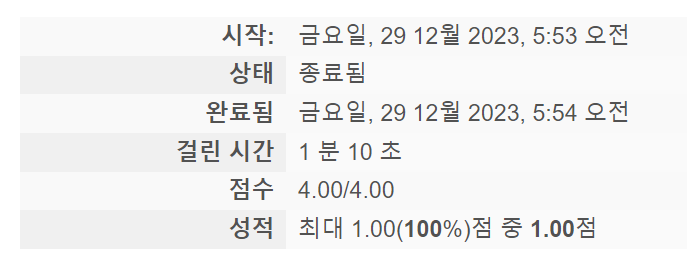 시작: 금요일, 29 12월 2023, 5:53 오전
상태 종료됨
완료됨 금요일, 29 12월 2023, 5:54 오전
걸린 시간 1 분 10 초
점수 4.00/4.00
성적 최대 1.00(100%)점 중 1.00점